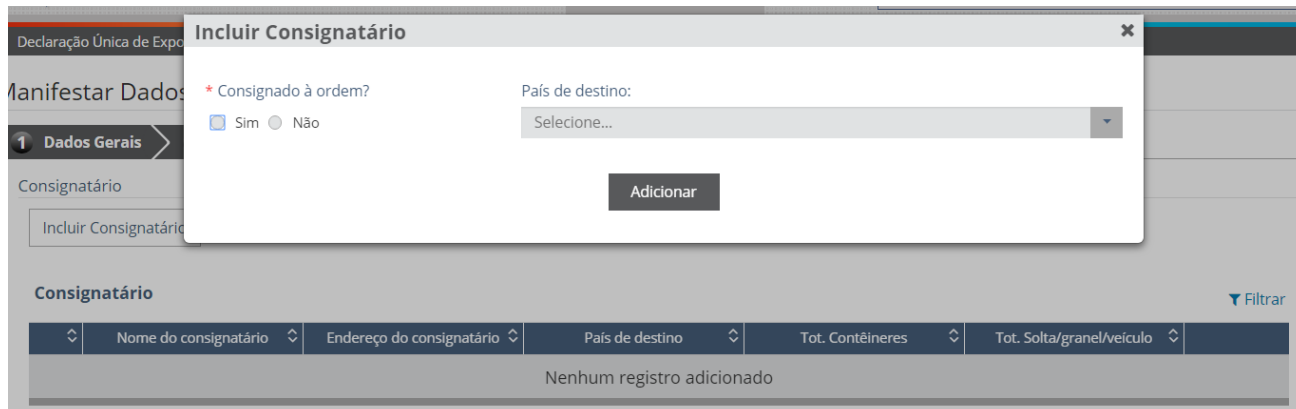 Incluir Consignatário
Declaração Única de Expo
Manifestar Dados
* Consignado à ordem?
País de destino:
Sim Não
Selecione...
1 Dados Gerais
Consignatário
Adicionar
Incluir Consignatário
Consignatário
Filtrar
Nome do consignatário Endereço do consignatário País de destino Tot. Contêineres Tot. Solta/granel/veículo
Nenhum registro adicionado